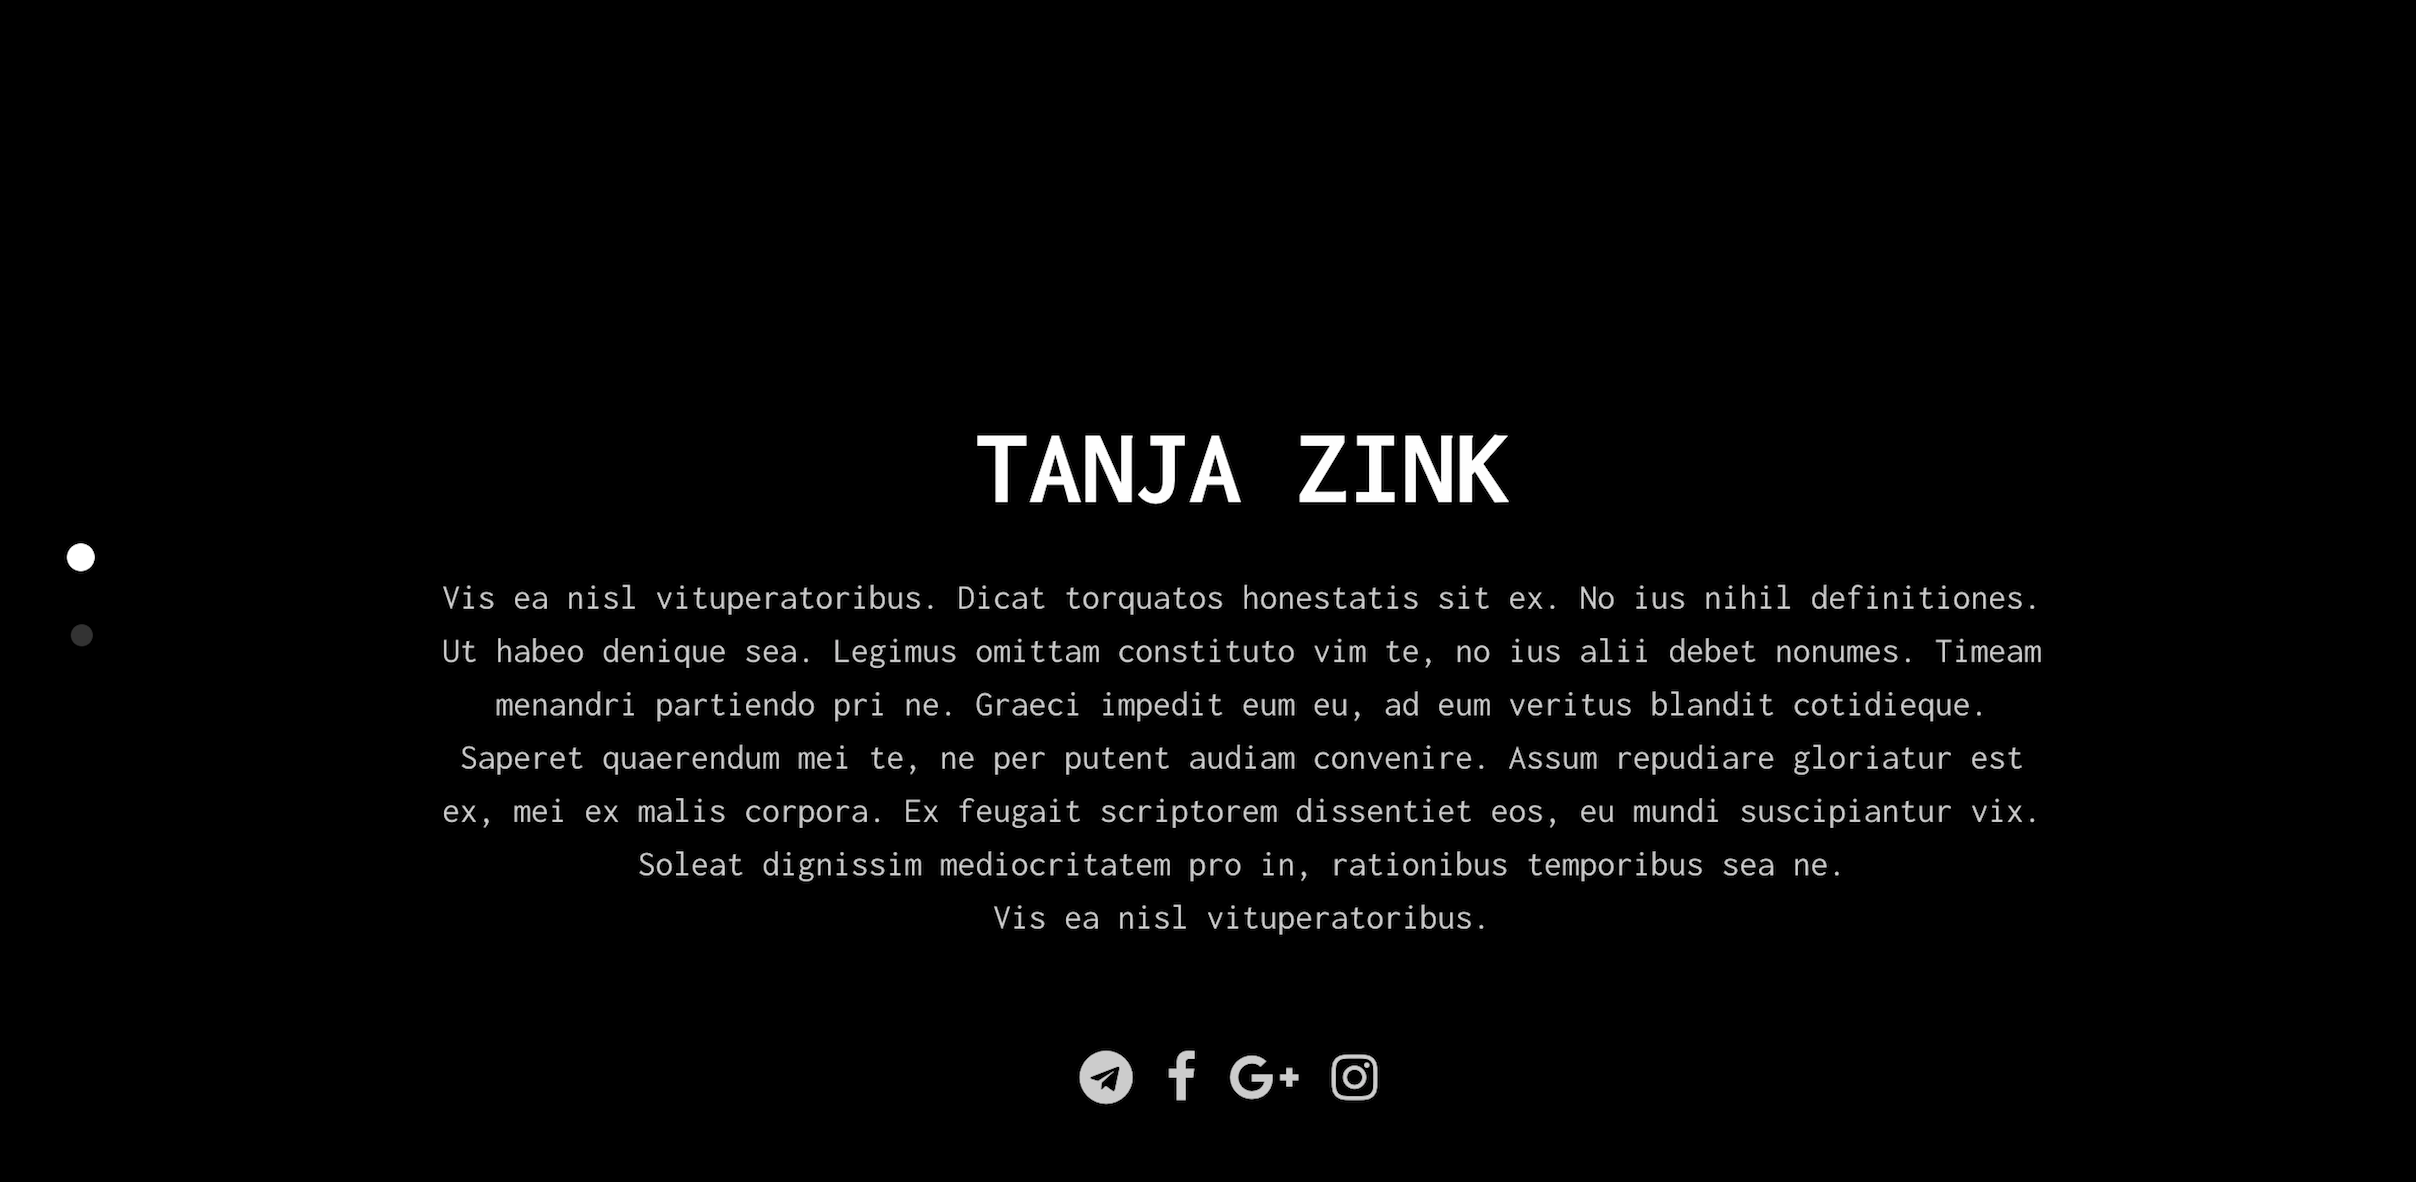 TANJA ZINK
Vis ea nisl vituperatoribus. Dicat torquatos honestatis sit ex. No ius nihil definitiones.
Ut habeo denique sea. Legimus omittam constituto vim te, no ius alii debet nonumes. Timeam
menandri partiendo pri ne. Graeci impedit eum eu, ad eum veritus blandit cotidieque.
Saperet quaerendum mei te, ne per putent audiam convenire. Assum repudiare gloriatur est
ex, mei ex malis corpora. Ex feugait scriptorem dissentiet eos, eu mundi suscipiantur vix.
Soleat dignissim mediocritatem pro in, rationibus temporibus sea ne.
Vis ea nisl vituperatoribus.